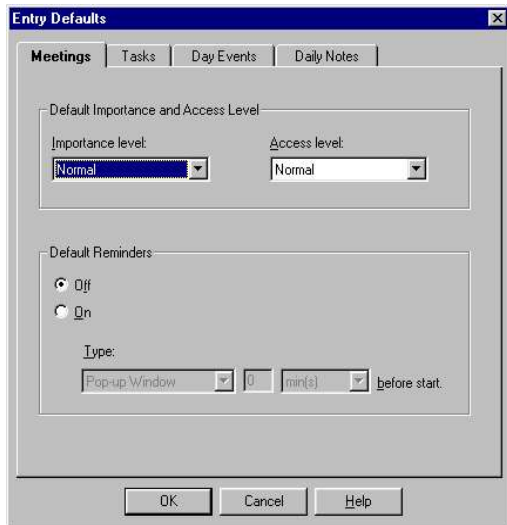 Entry Defaults
Meetings Tasks Day Events Daily Notes
Default Importance and Access Level
Importance level: Access level:
Normal Normal
Default Reminders
Off
On
Type:
Pop-up Window 0 min(s) before start.
OK Cancel Help